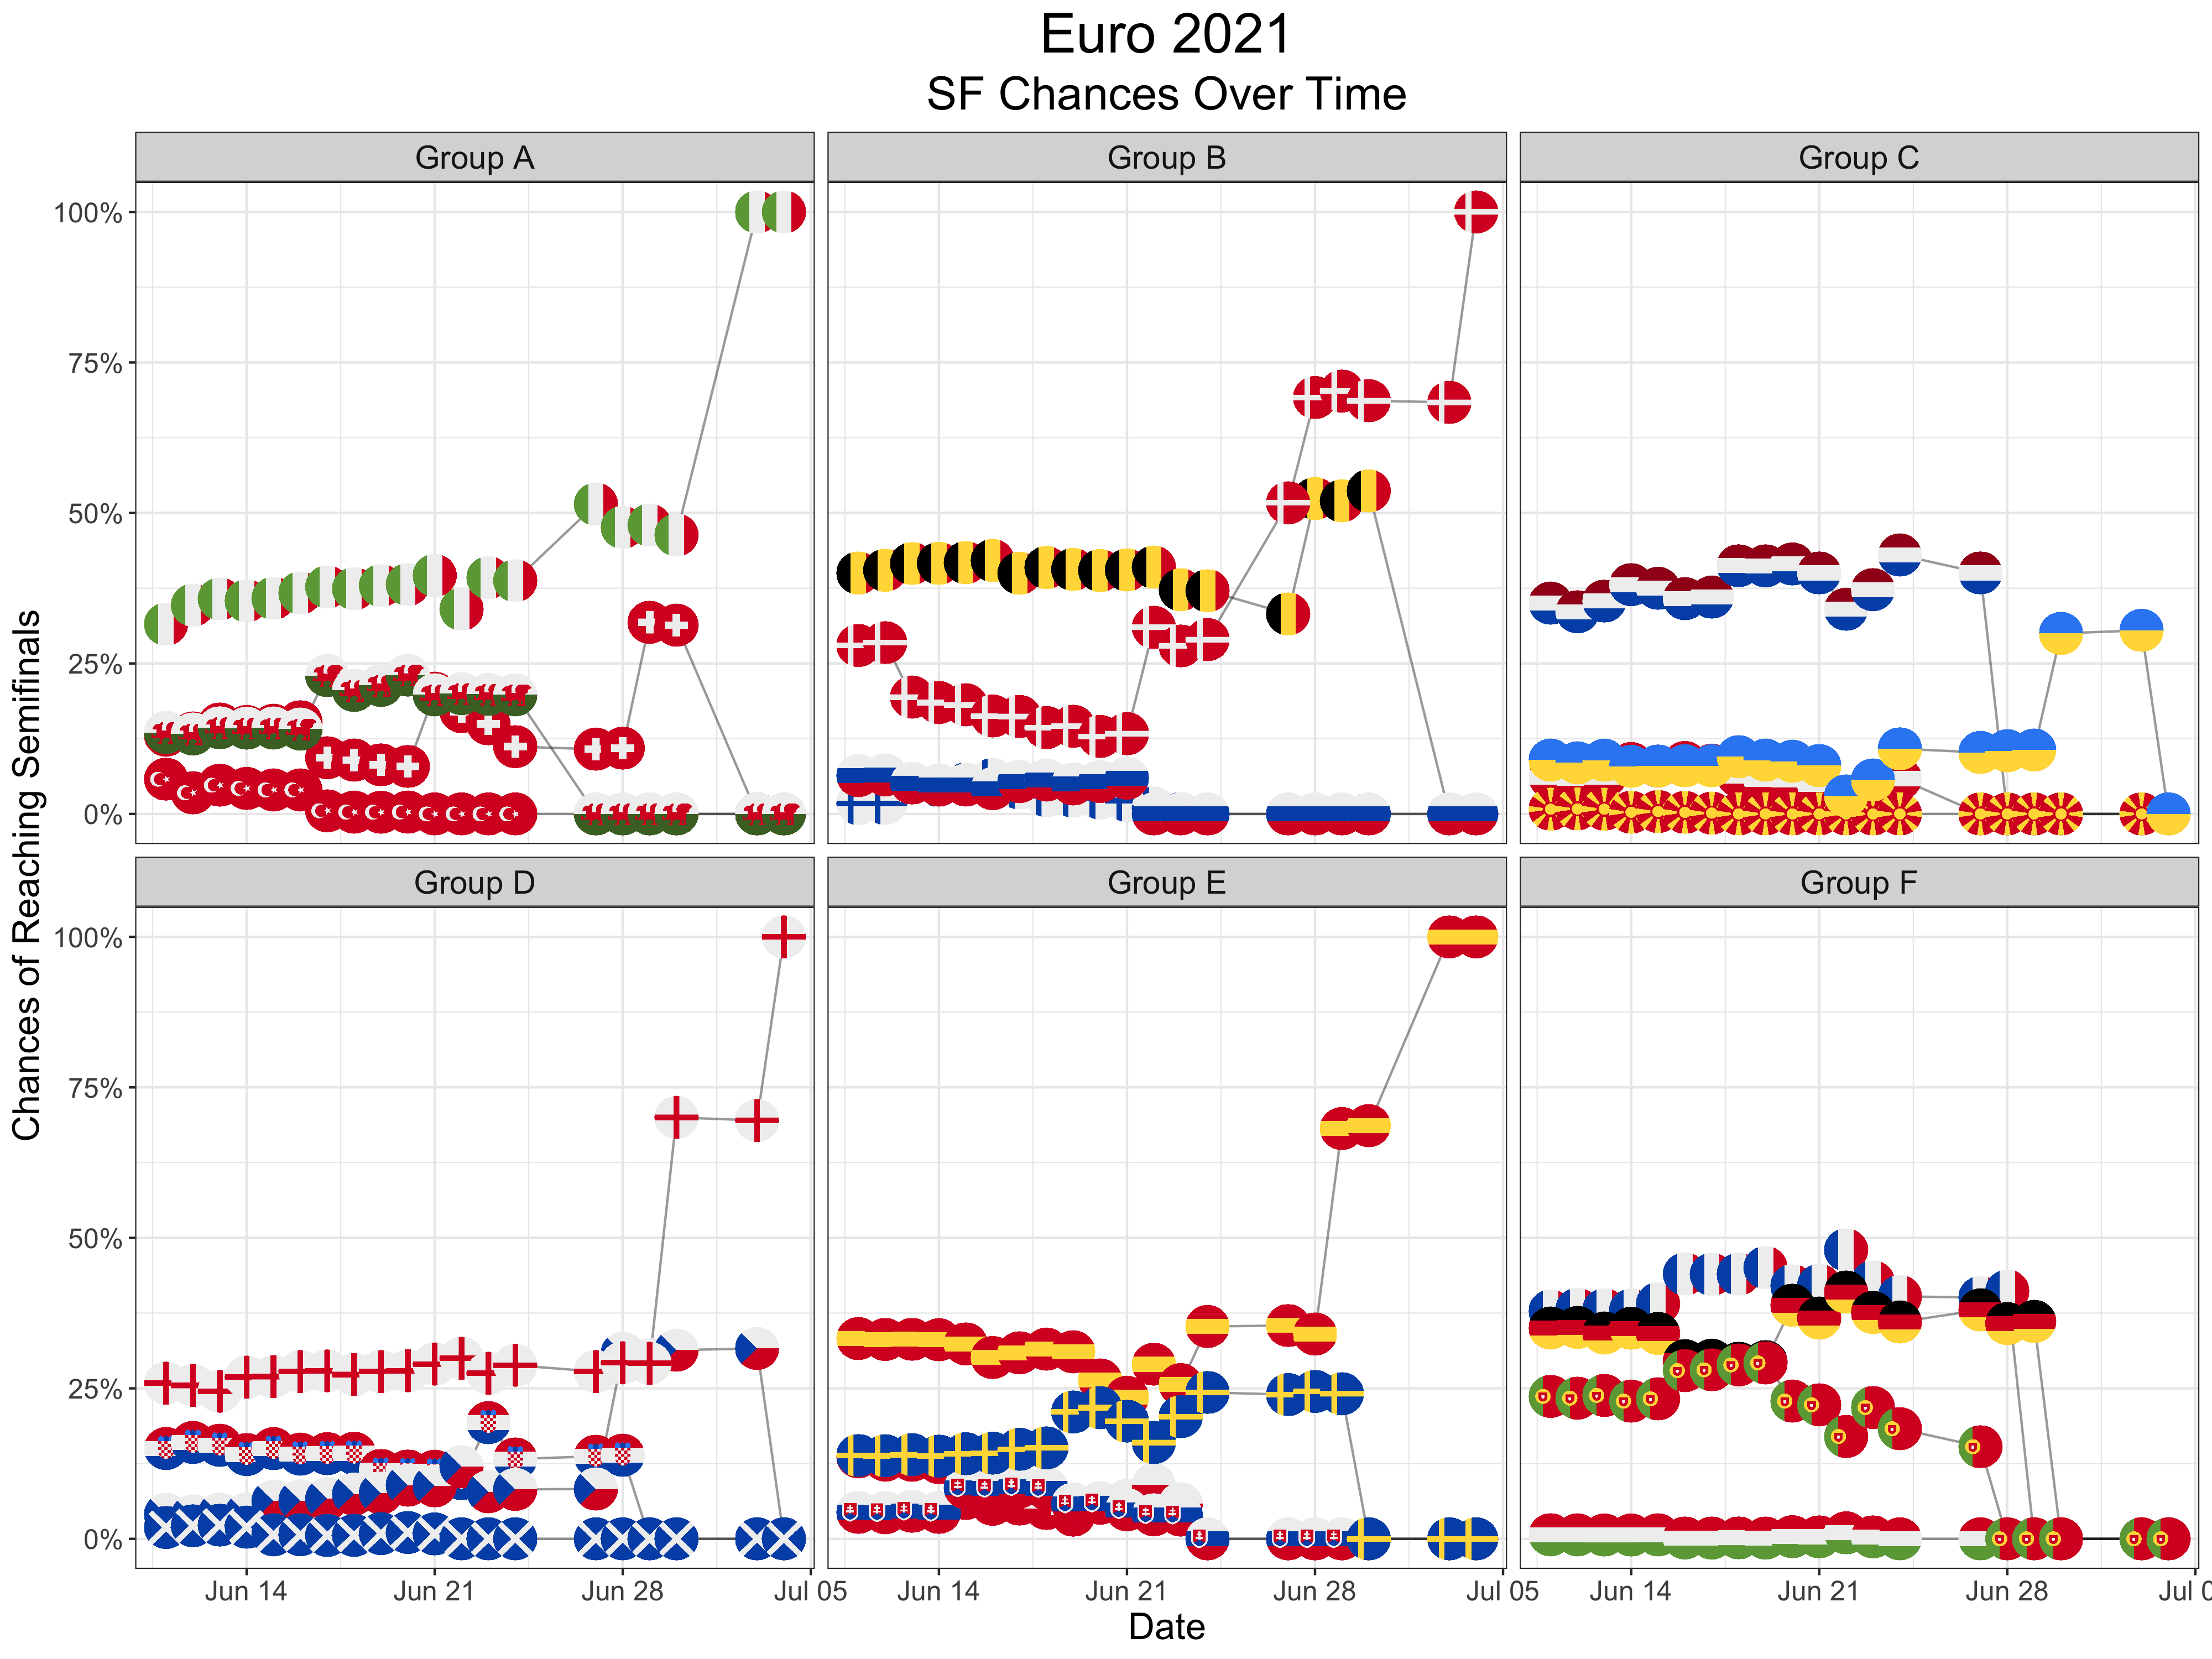 Euro 2021
SF Chances Over Time
Group A
Group B
Group C
100%
75%
50%
25%
0%
Group D
Group E
Group F
100%
75%
50%
25%
0%
Chances of Reaching Semifinals
Jun 14
Jun 21
Jun 28
Jul 05
Jun 14
Jun 21
Jun 28
Jul 05
Jun 14
Jun 21
Jun 28
Jul 0
Date